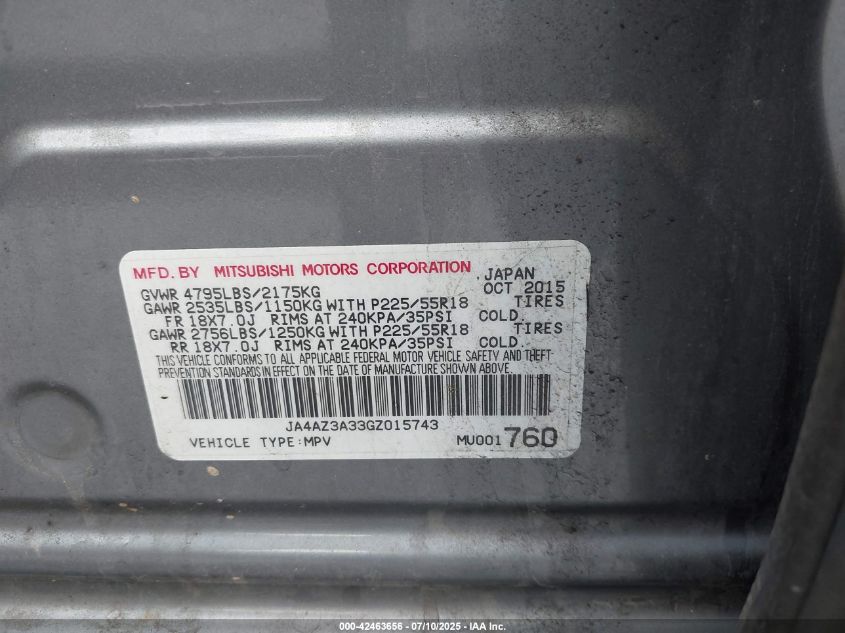 MFD. BY MITSUBISHI MOTORS CORPORATION JAPAN
GVWR 4795LBS/2175KG OCT 2015
GAWR 2535LBS/1150KG WITH P225/55R18 TIRES
FR 18X7.0J RIMS AT 240KPA/35PSI COLD.
GAWR 2756LBS/1250KG WITH P225/55R18 TIRES
RR 18X7.0J RIMS AT 240KPA/35PSI COLD.
THIS VEHICLE CONFORMS TO ALL APPLICABLE FEDERAL MOTOR VEHICLE SAFETY AND THEFT
PREVENTION STANDARDS IN EFFECT ON THE DATE OF MANUFACTURE SHOWN ABOVE.
JA4AZ3A33GZ015743
VEHICLE TYPE:MPV MU001760
000-42463656 - 07/10/2025 - IAA Inc.